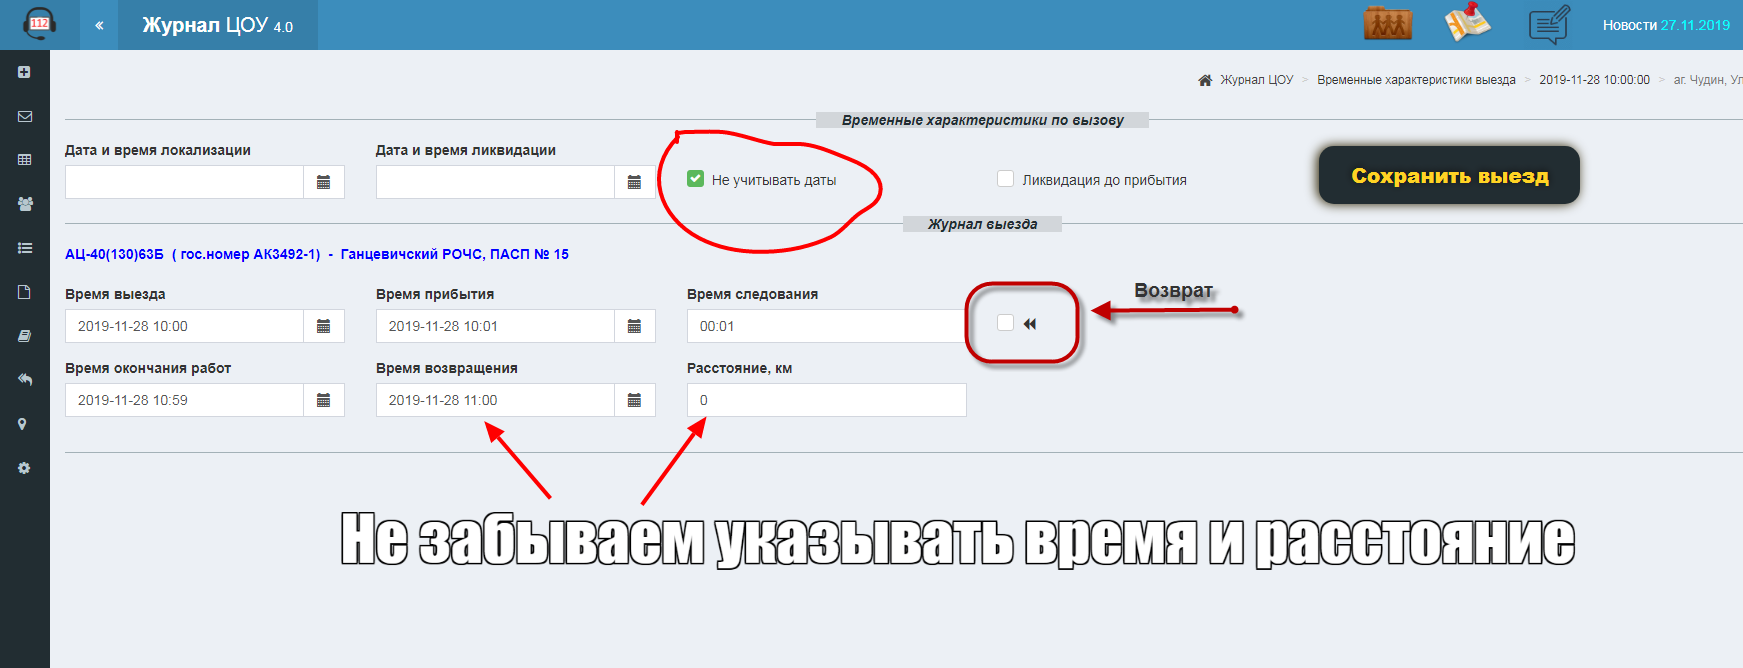 112
«
Журнал ЦОУ 4.0
Новости 27.11.2019
Журнал ЦОУ > Временные характеристики выезда > 2019-11-28 10:00:00 > аг. Чудин, Ул
Временные характеристики по вызову
Дата и время локализации
Дата и время ликвидации
Не учитывать даты
Ликвидация до прибытия
Сохранить выезд
Журнал выезда
АЦ-40(130)63Б ( гос.номер АК3492-1) - Ганцевичский РОЧС, ПАСП № 15
Время выезда
Время прибытия
Время следования
Возврат
2019-11-28 10:00
2019-11-28 10:01
00:01
Время окончания работ
Время возвращения
Расстояние, км
2019-11-28 10:59
2019-11-28 11:00
0
Не забываем указывать время и расстояние